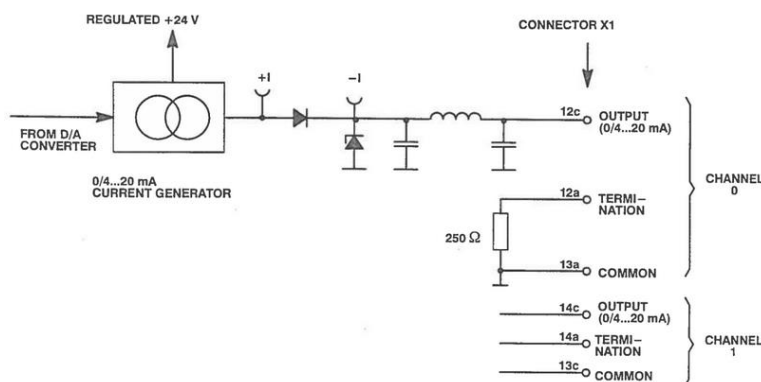 REGULATED +24 V
CONNECTOR X1
+I
-I
12c
OUTPUT
(0/4...20 mA)
FROM D/A
CONVERTER
0/4...20 mA
CURRENT GENERATOR
12a
TERMI-
NATION
CHANNEL
0
250 Ω
13a
COMMON
14c
OUTPUT
(0/4...20 mA)
14a
TERMI-
NATION
CHANNEL
1
13c
COMMON